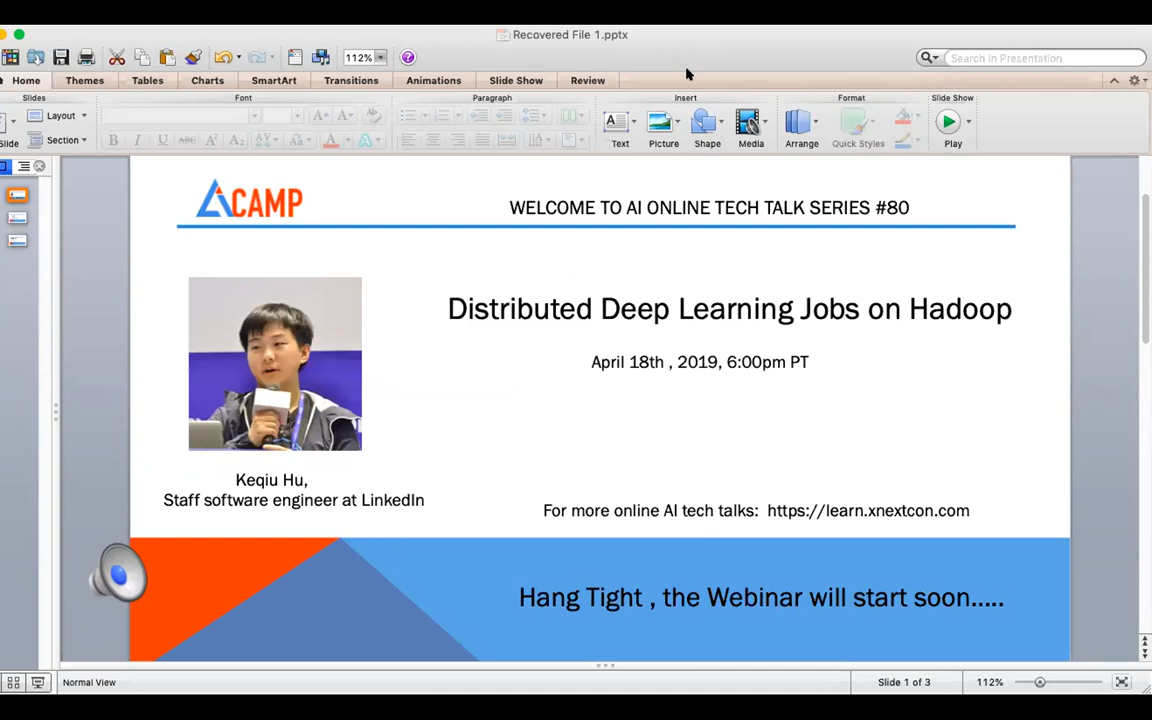 Recovered File 1.pptx
112%
Search in Presentation
Home Themes Tables Charts SmartArt Transitions Animations Slide Show Review
Slides Font Paragraph Insert Format Slide Show
Layout
Slide Section
Text Picture Shape Media Arrange Quick Styles Play
AICAMP
WELCOME TO AI ONLINE TECH TALK SERIES #80
Distributed Deep Learning Jobs on Hadoop
April 18th , 2019, 6:00pm PT
Keqiu Hu,
Staff software engineer at LinkedIn
For more online AI tech talks: https://learn.xnextcon.com
Hang Tight , the Webinar will start soon.....
Normal View Slide 1 of 3 112%